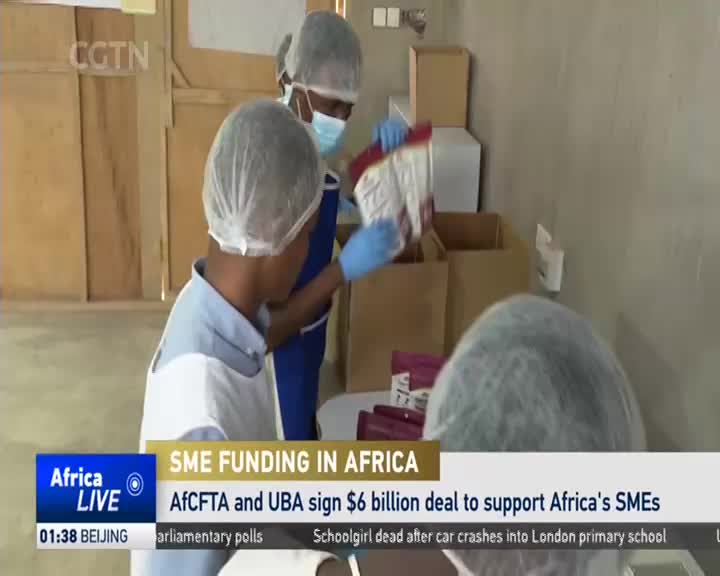 CGTN
SME FUNDING IN AFRICA
Africa
LIVE
AfCFTA and UBA sign $6 billion deal to support Africa's SMEs
01:38 BEIJING
parliamentary polls Schoolgirl dead after car crashes into London primary school